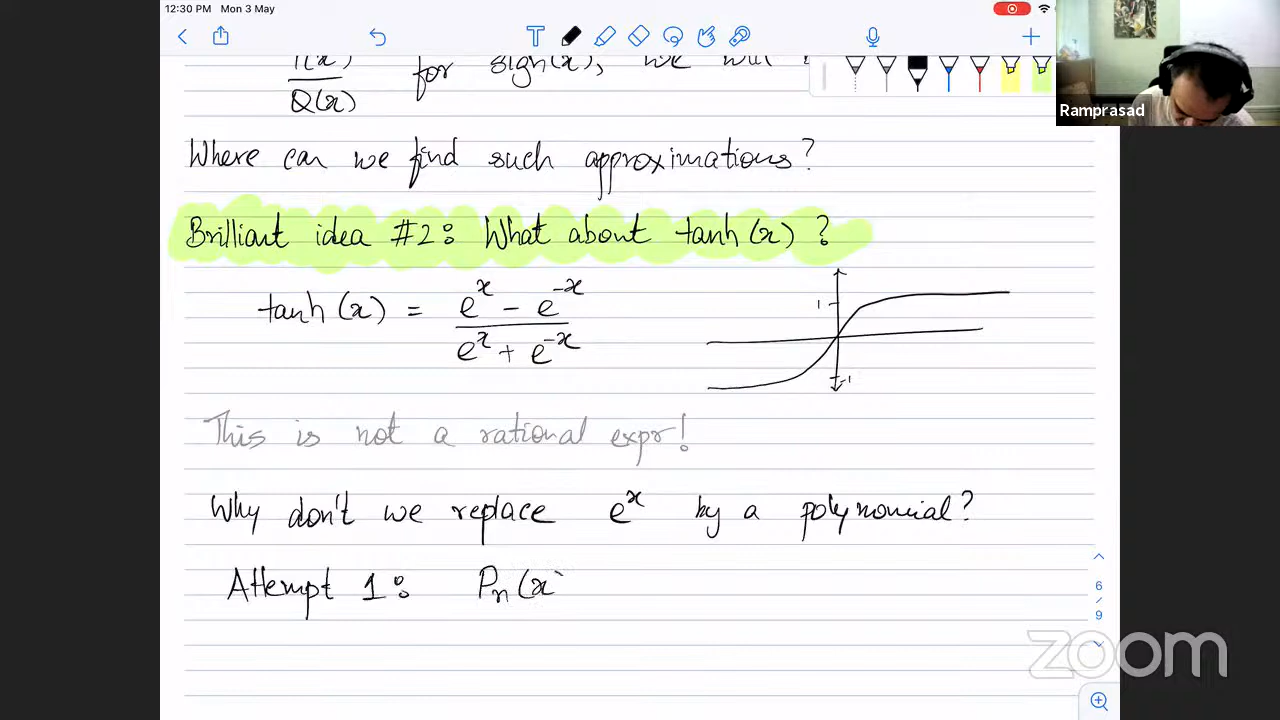 12:30 PM Mon 3 May
Ramprasad
P(x)/Q(x) for sign(x), we will
Where can we find such approximations?
Brilliant idea #2: What about tanh(x)?
tanh(x) = (e^x - e^-x)/(e^x + e^-x)
1
-1
This is not a rational expr!
Why don't we replace e^x by a polynomial?
Attempt 1: P_n(x)
6
9
zoom